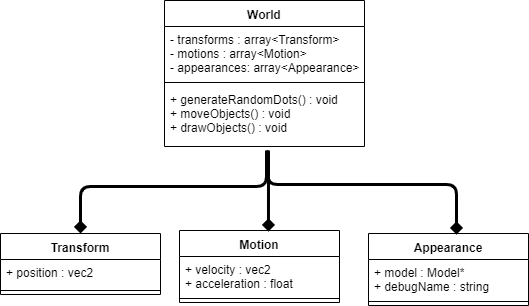 World
- transforms : array<Transform>
- motions : array<Motion>
- appearances: array<Appearance>
+ generateRandomDots() : void
+ moveObjects() : void
+ drawObjects() : void
Transform
+ position : vec2
Motion
+ velocity : vec2
+ acceleration : float
Appearance
+ model : Model*
+ debugName : string